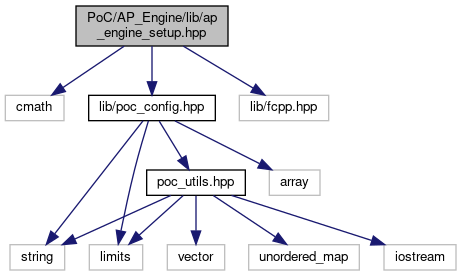 PoC/AP_Engine/lib/ap
_engine_setup.hpp
cmath
lib/poc_config.hpp
lib/fcpp.hpp
poc_utils.hpp
array
string
limits
vector
unordered_map
iostream